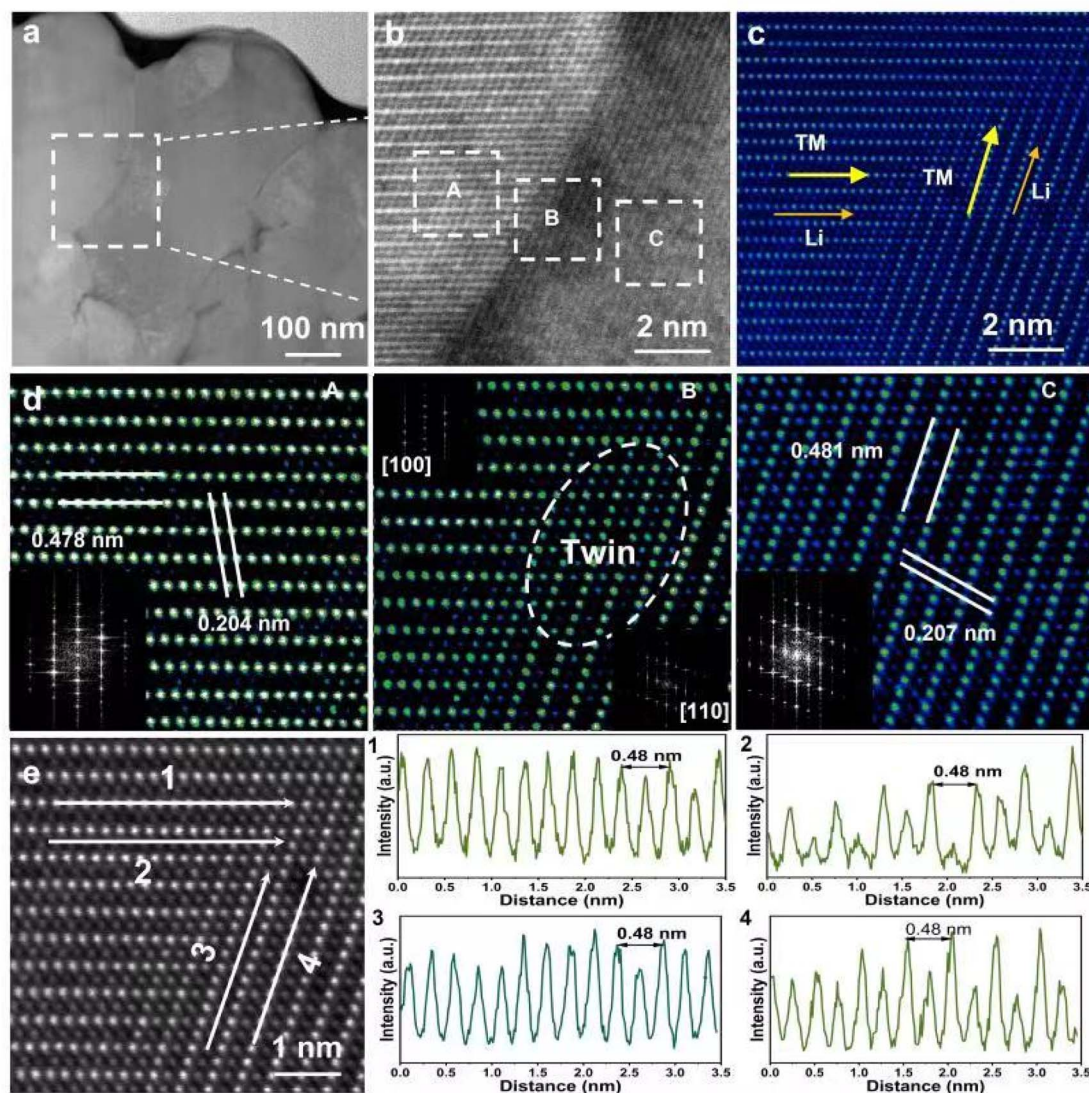 a
100 nm
b
A
B
C
2 nm
c
TM
TM
Li
Li
2 nm
d
A
0.478 nm
0.204 nm
B
[100]
Twin
[110]
C
0.481 nm
0.207 nm
e
1
2
3
4
1 nm
1
0.48 nm
Intensity (a.u.)
0.0 0.5 1.0 1.5 2.0 2.5 3.0 3.5
Distance (nm)
2
0.48 nm
Intensity (a.u.)
0.0 0.5 1.0 1.5 2.0 2.5 3.0 3.5
Distance (nm)
3
0.48 nm
Intensity (a.u.)
0.0 0.5 1.0 1.5 2.0 2.5 3.0 3.5
Distance (nm)
4
0.48 nm
Intensity (a.u.)
0.0 0.5 1.0 1.5 2.0 2.5 3.0 3.5
Distance (nm)